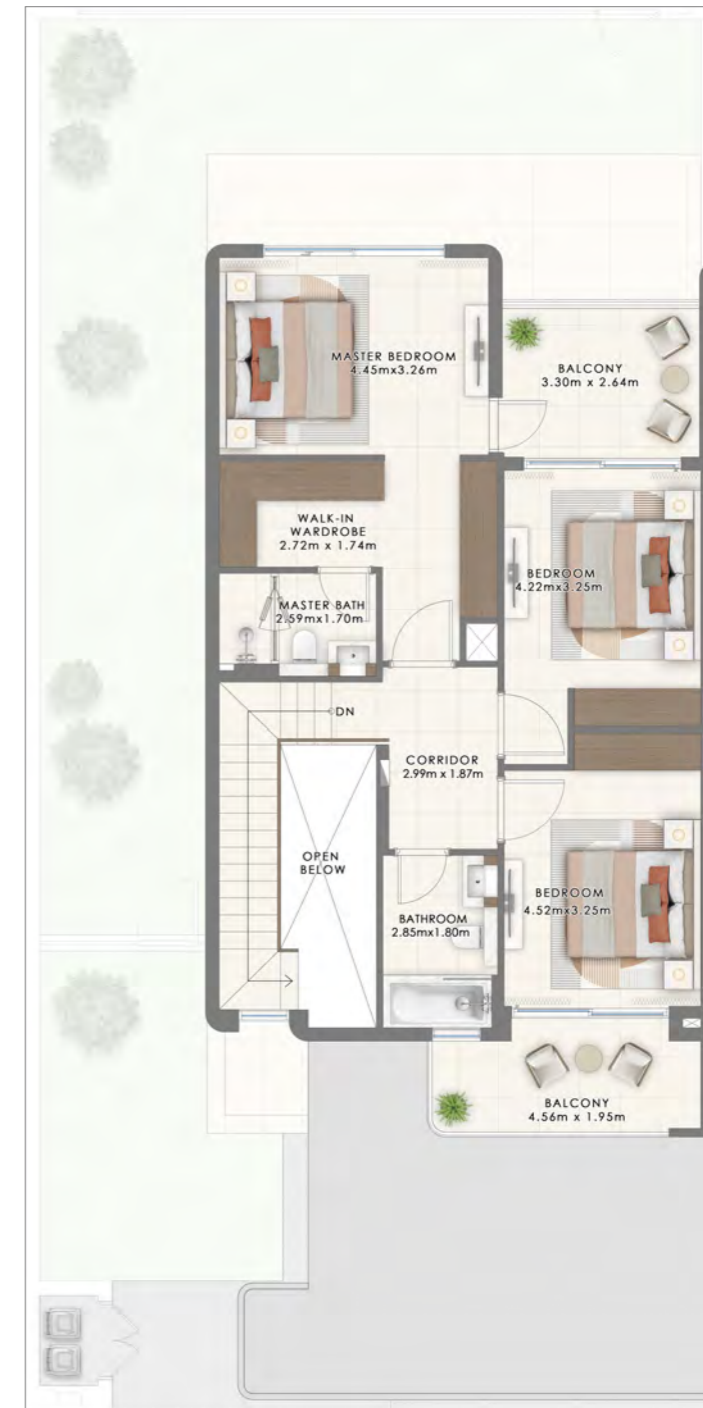 MASTER BEDROOM
4.45mx3.26m
BALCONY
3.30m x 2.64m
WALK-IN
WARDROBE
2.72m x 1.74m
BEDROOM
4.22mx3.25m
MASTER BATH
2.59mx1.70m
DN
CORRIDOR
2.99m x 1.87m
OPEN
BELOW
BEDROOM
4.52mx3.25m
BATHROOM
2.85mx1.80m
BALCONY
4.56m x 1.95m